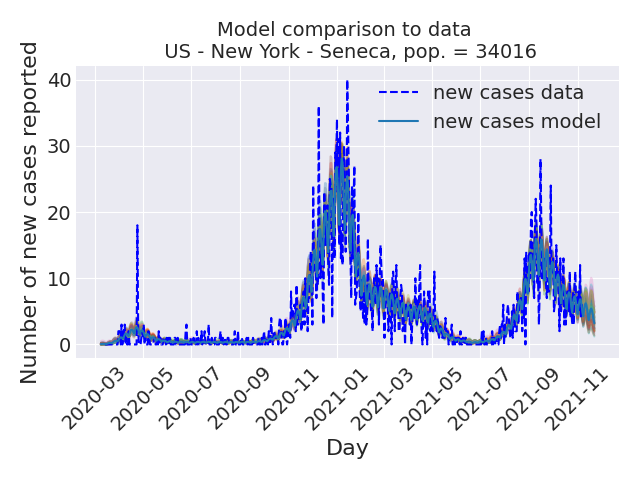 Model comparison to data
US - New York - Seneca, pop. = 34016
Number of new cases reported
40
30
20
10
0
new cases data
new cases model
2020-03
2020-05
2020-07
2020-09
2020-11
2021-01
2021-03
2021-05
2021-07
2021-09
2021-11
Day